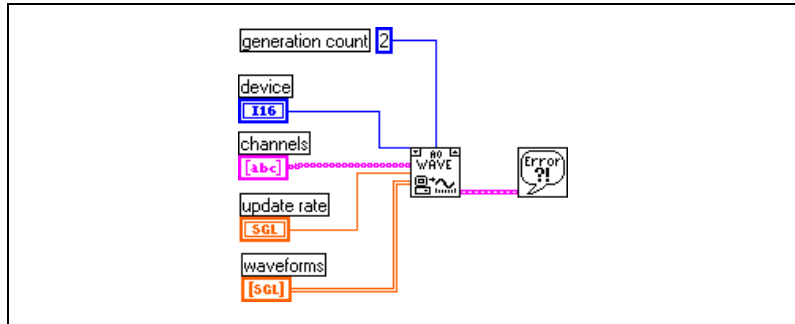 generation count 2
device
I16
channels
[abc]
AO
WAVE
Error
?!
update rate
SGL
waveforms
[SGL]